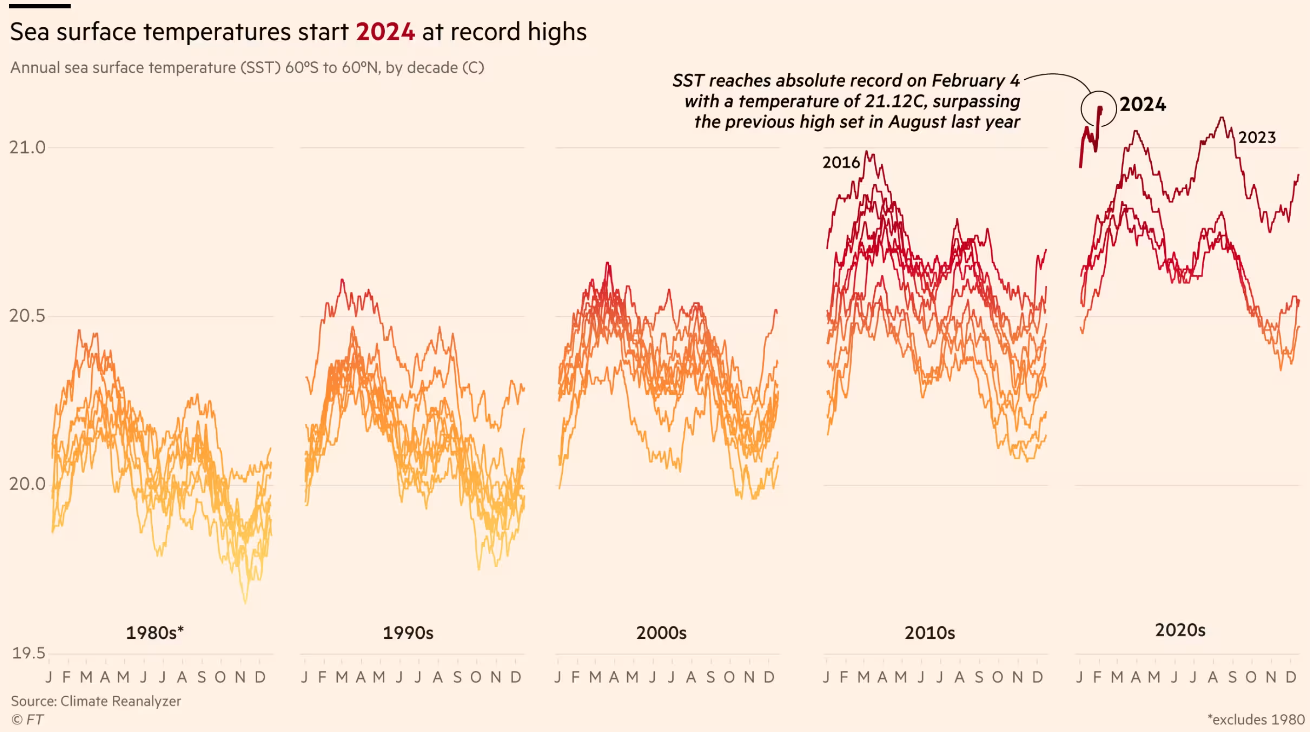 Sea surface temperatures start 2024 at record highs
Annual sea surface temperature (SST) 60ºS to 60ºN, by decade (C)
SST reaches absolute record on February 4
with a temperature of 21.12C, surpassing
the previous high set in August last year
2024
21.0
2016
2023
20.5
20.0
1980s*
1990s
2000s
2010s
2020s
19.5
J F M A M J J A S O N D
J F M A M J J A S O N D
J F M A M J J A S O N D
J F M A M J J A S O N D
J F M A M J J A S O N D
Source: Climate Reanalyzer
© FT
*excludes 1980